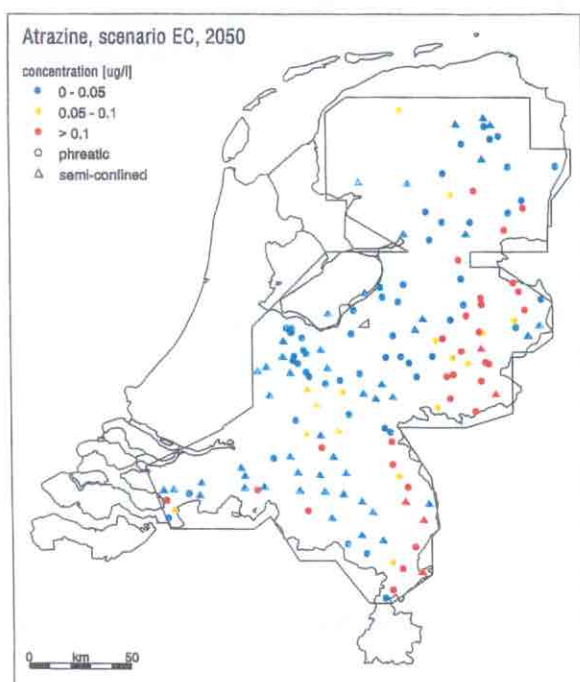 Atrazine, scenario EC, 2050
concentration [ug/l]
0 - 0.05
0.05 - 0.1
> 0.1
phreatic
semi-confined
0 km 50